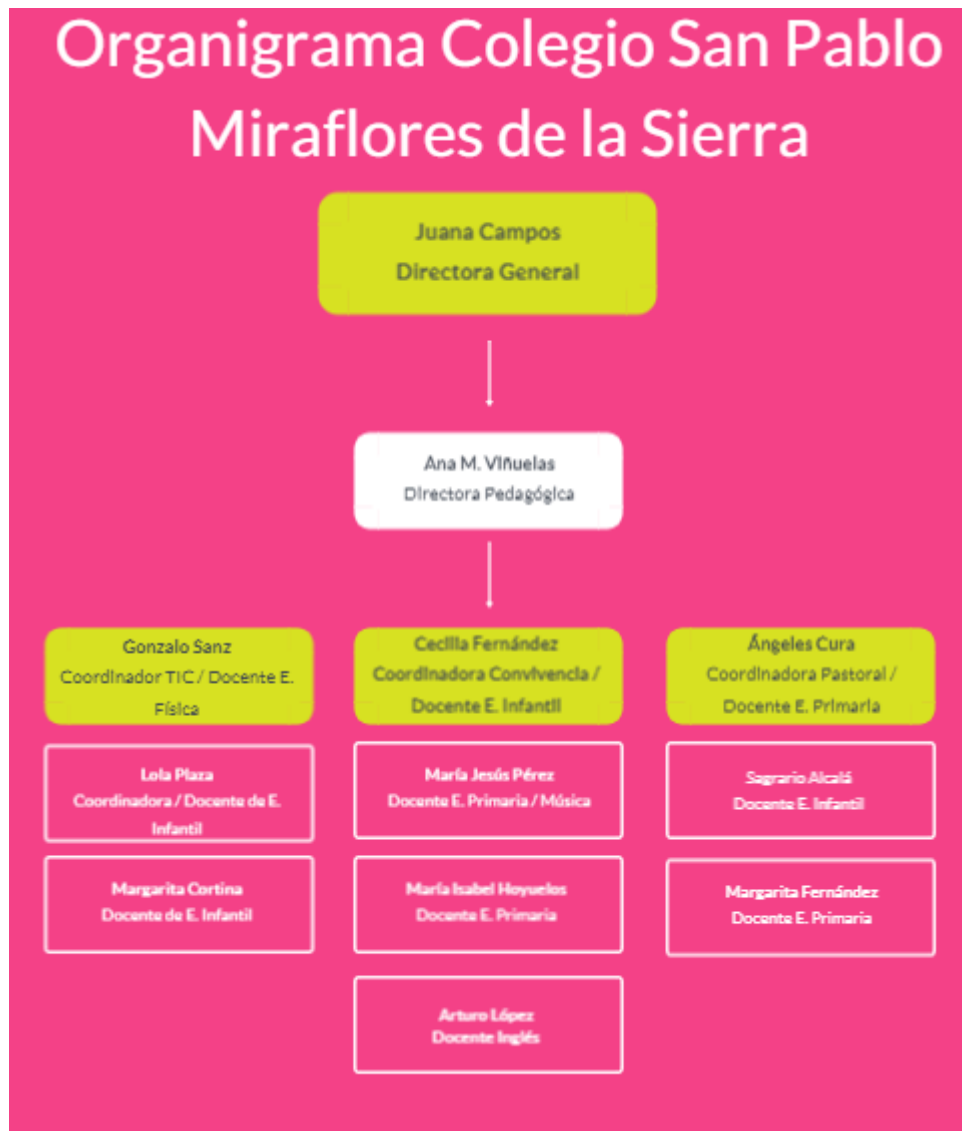 Organigrama Colegio San Pablo
Miraflores de la Sierra
Juana Campos
Directora General
Ana M. Viñuelas
Directora Pedagógica
Gonzalo Sanz
Coordinador TIC / Docente E.
Física
Cecilia Fernández
Coordinadora Convivencia /
Docente E. Infantil
Ángeles Cura
Coordinadora Pastoral /
Docente E. Primaria
Lola Plaza
Coordinadora / Docente de E.
Infantil
María Jesús Pérez
Docente E. Primaria / Música
Sagrario Alcalá
Docente E. Infantil
Margarita Cortina
Docente de E. Infantil
María Isabel Hoyuelos
Docente E. Primaria
Margarita Fernández
Docente E. Primaria
Arturo López
Docente Inglés